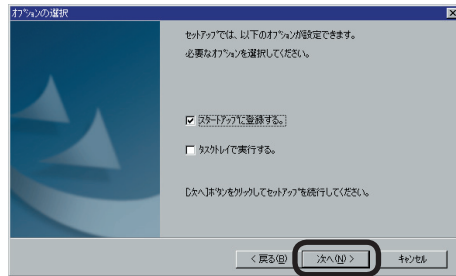 オプションの選択
セットアップでは、以下のオプションが設定できます。
必要なオプションを選択してください。
スタートアップに登録する。
タスクトレイで実行する。
[次へ]ボタンをクリックしてセットアップを続行してください。
< 戻る(B)
次へ(N) >
キャンセル